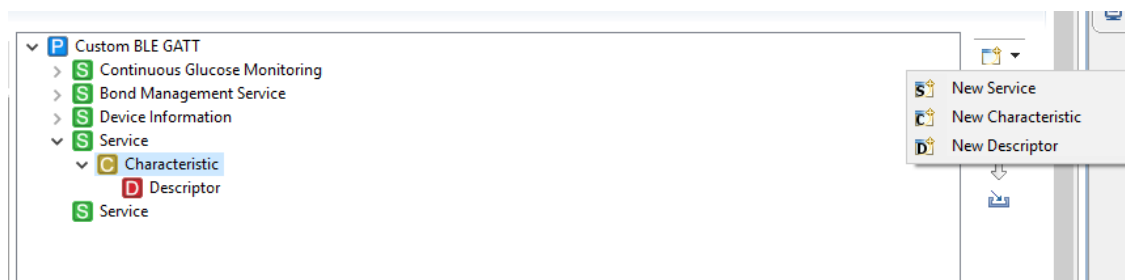 P Custom BLE GATT
S Continuous Glucose Monitoring
S Bond Management Service
S Device Information
S Service
C Characteristic
D Descriptor
S Service
S New Service
C New Characteristic
D New Descriptor